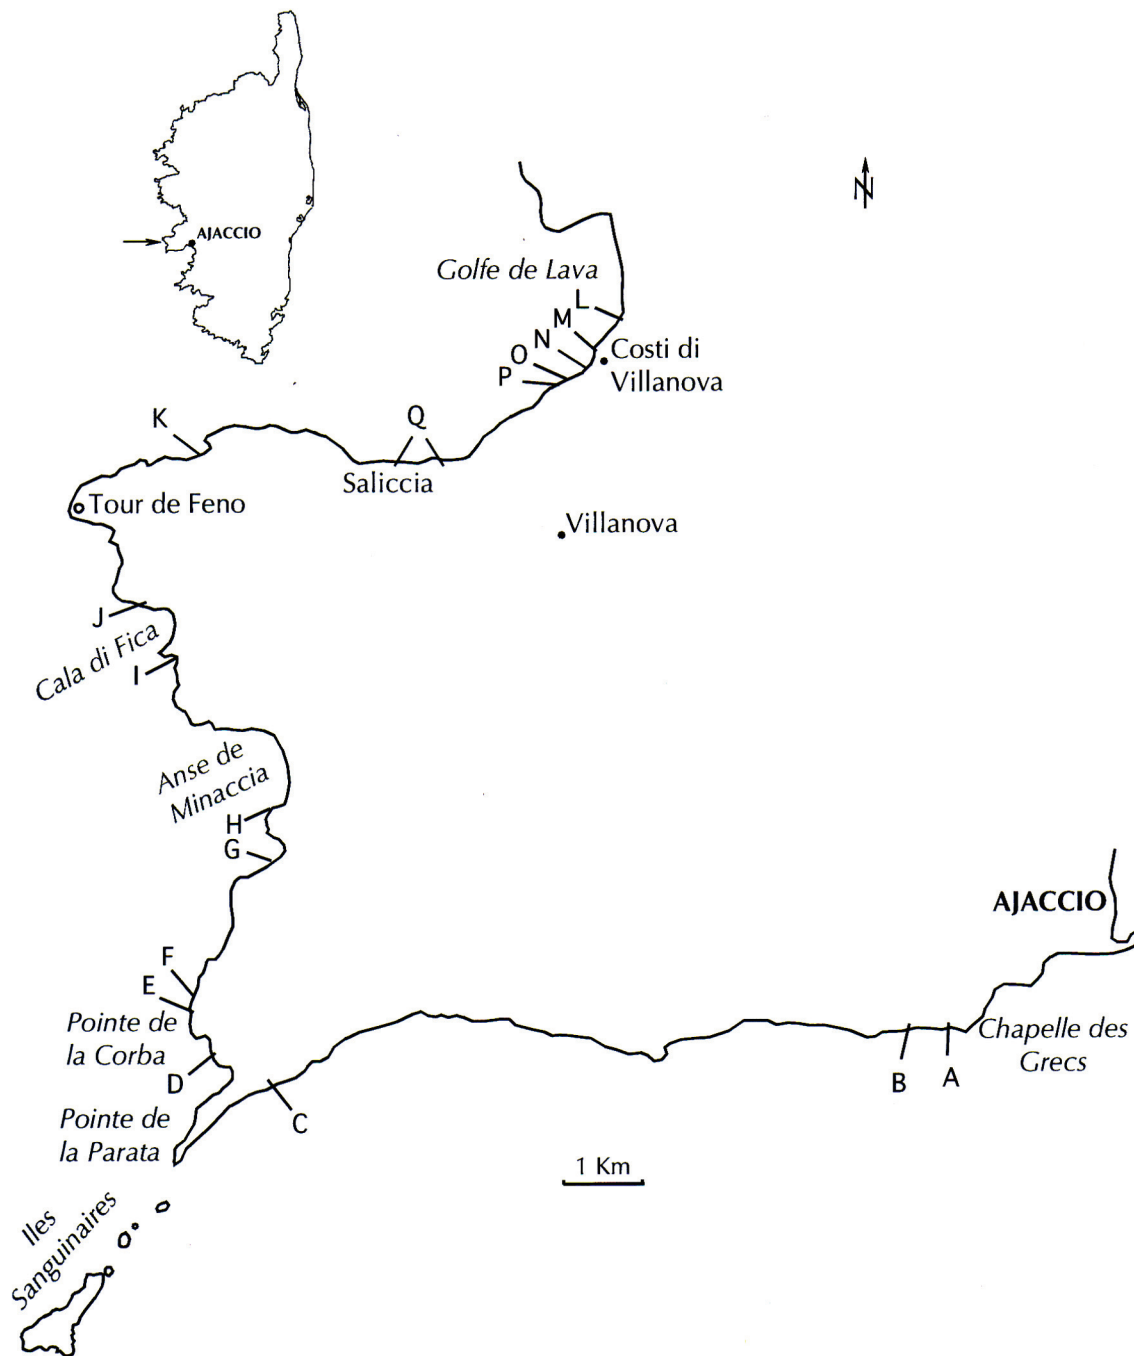 AJACCIO
N
Golfe de Lava
L
M
N
O
P
Costi di
Villanova
Q
K
Saliccia
Tour de Feno
Villanova
J
Cala di Fica
I
Anse de
Minaccia
H
G
AJACCIO
F
E
Pointe de
la Corba
D
Chapelle des
Grecs
B
A
C
Pointe de
la Parata
1 Km
Iles
Sanguinaires